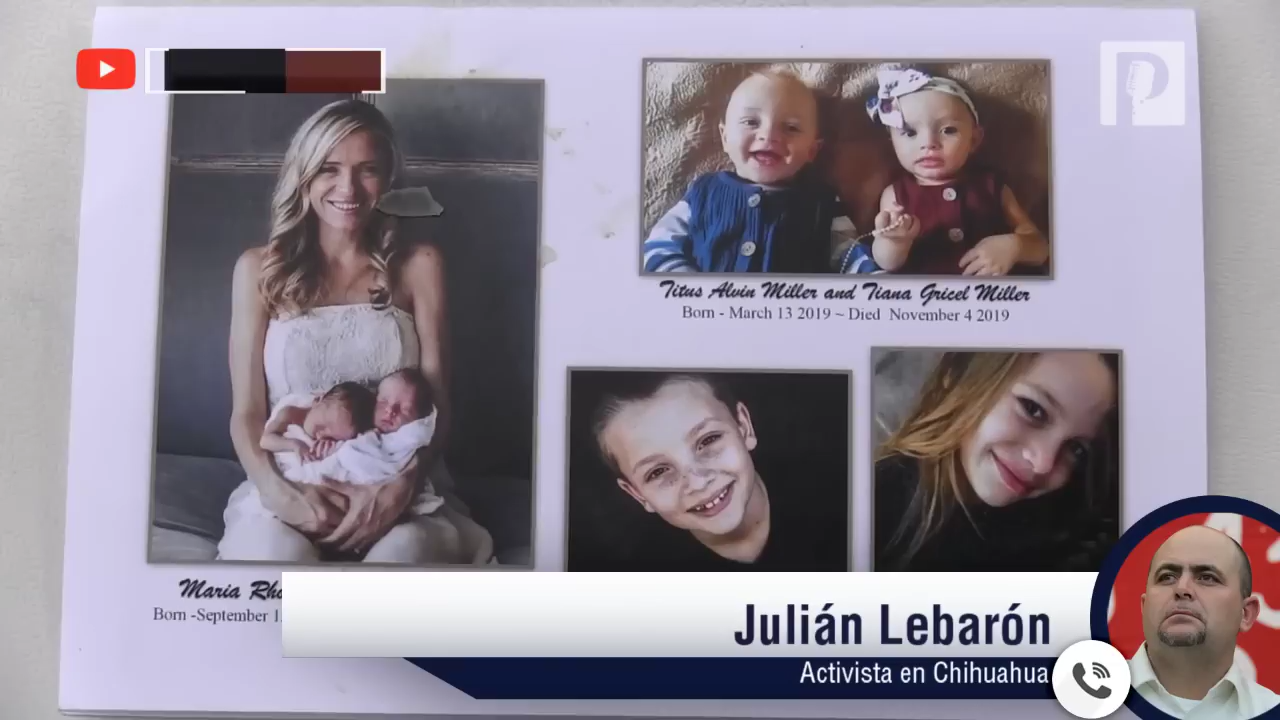 Titus Alvin Miller and Tiana Gricel Miller
Born - March 13 2019 ~ Died November 4 2019
Maria
Born -September
Julián Lebarón
Activista en Chihuahua